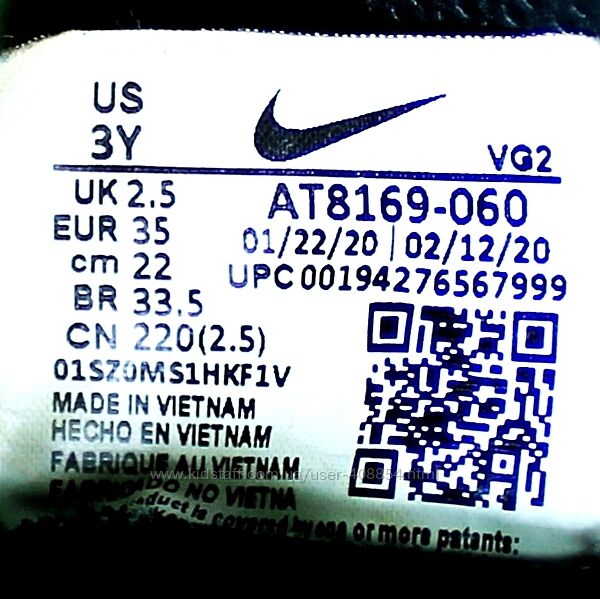 US
3Y
VG2
UK 2.5
EUR 35
cm 22
BR 33.5
CN 220(2.5)
AT8169-060
01/22/20 | 02/12/20
UPC 00194276567999
01SZ0MS1HKF1V
MADE IN VIETNAM
HECHO EN VIETNAM
FABRIQUE AU VIETNAM
NO VIETNA
product is covered by one or more patents: